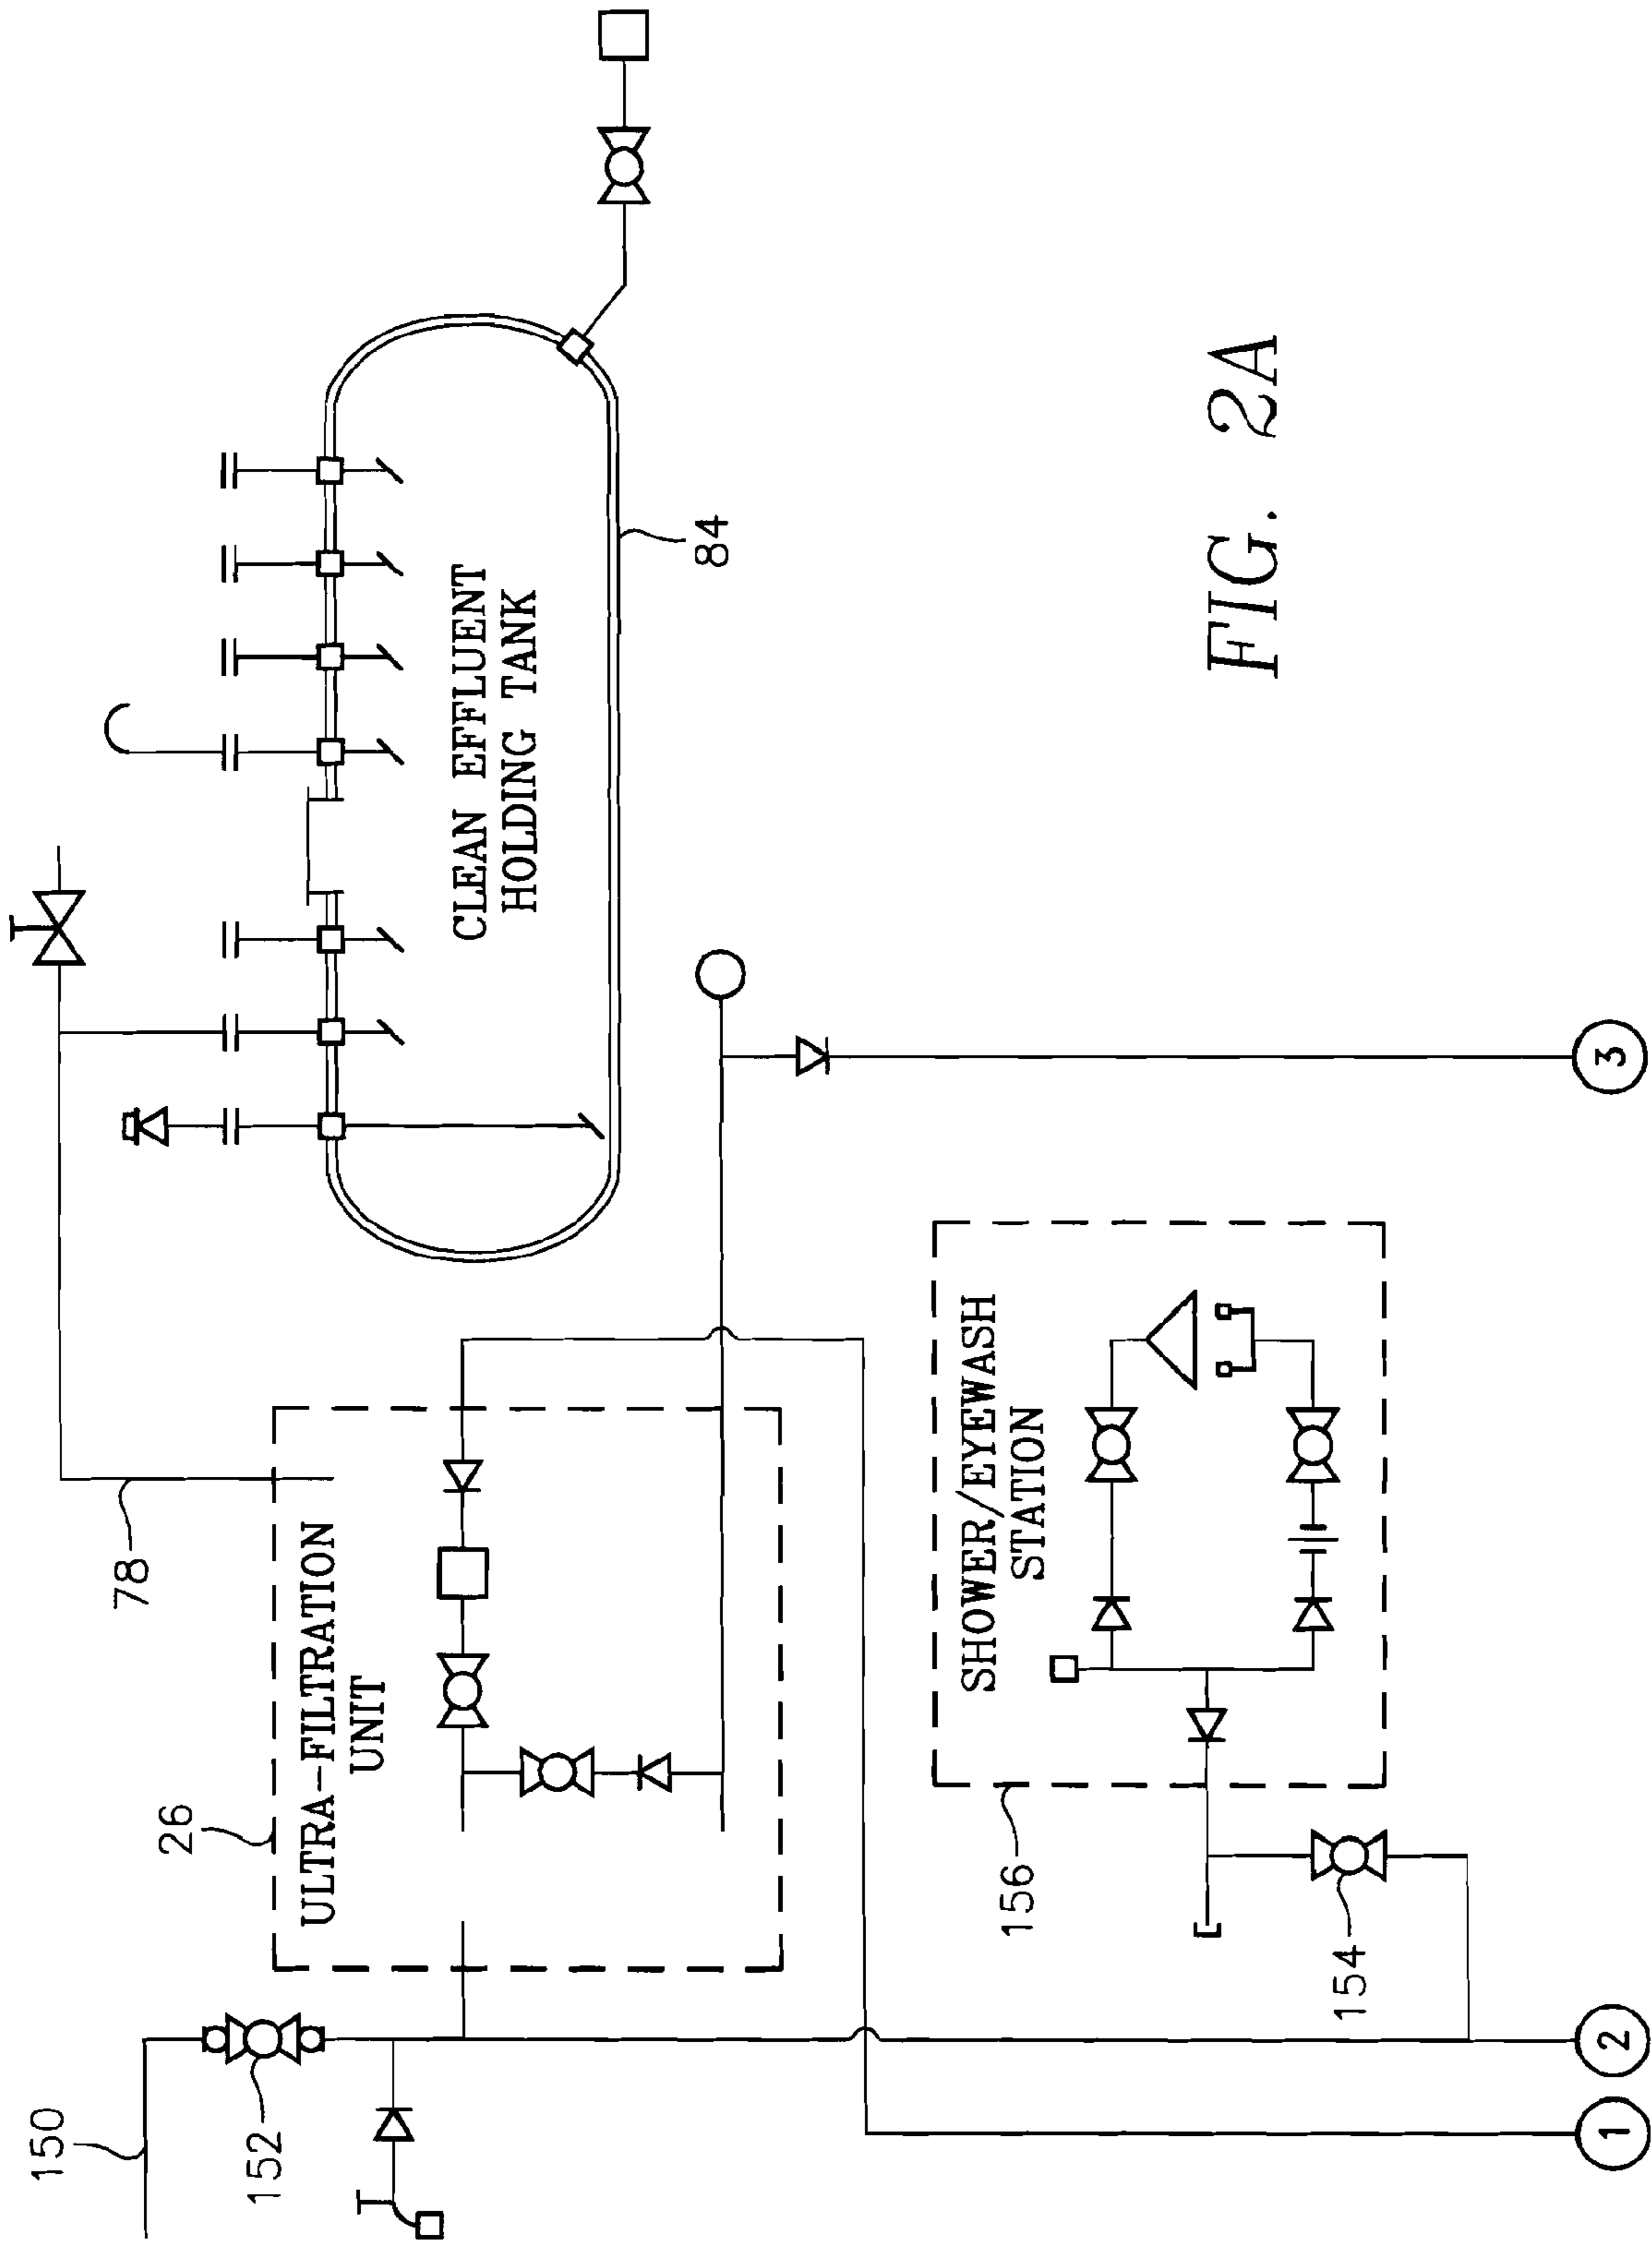 150
152
26
ULTRA-FILTRATION
UNIT
78
CLEAN EFFLUENT
HOLDING TANK
84
156
SHOWER/EYEWASH
STATION
154
1
2
3
FIG. 2A